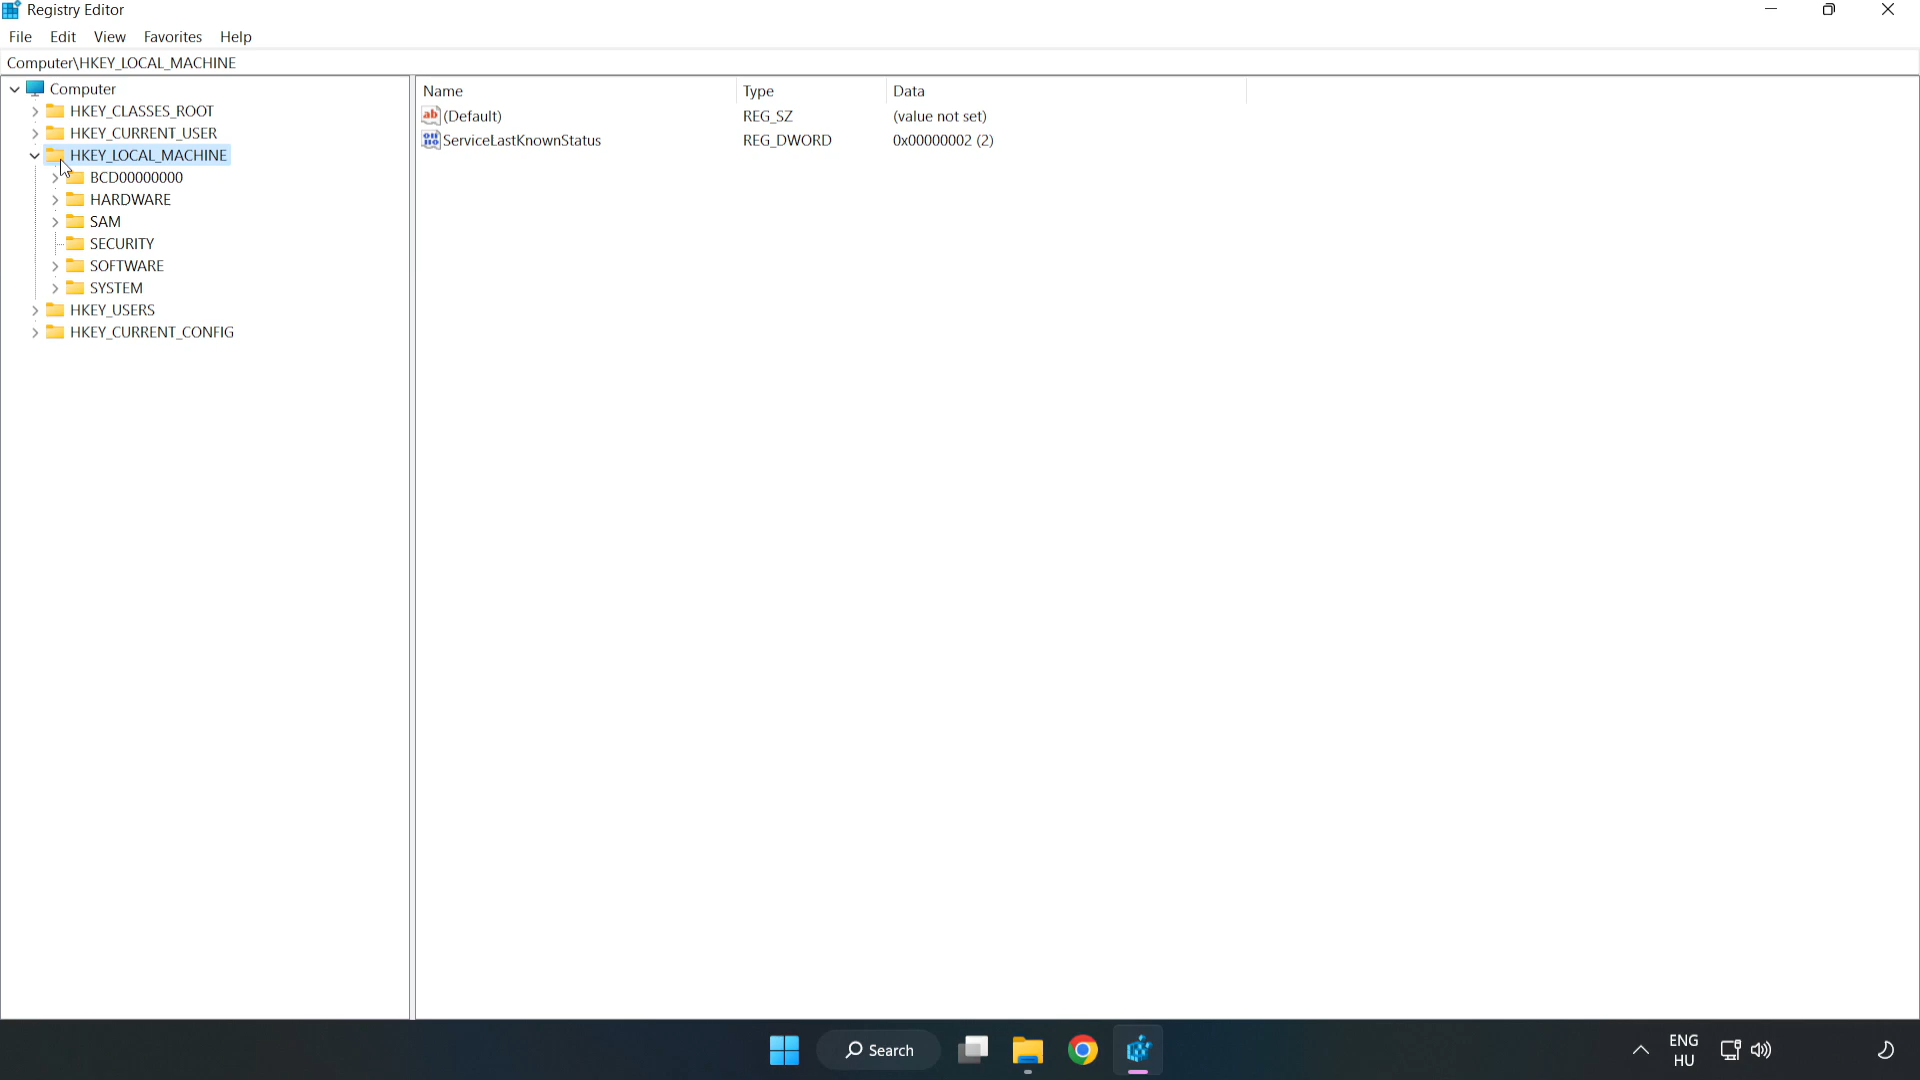 Registry Editor
File Edit View Favorites Help
Computer\HKEY_LOCAL_MACHINE
Computer
HKEY_CLASSES_ROOT
HKEY_CURRENT_USER
HKEY_LOCAL_MACHINE
BCD00000000
HARDWARE
SAM
SECURITY
SOFTWARE
SYSTEM
HKEY_USERS
HKEY_CURRENT_CONFIG
Name Type Data
(Default) REG_SZ (value not set)
ServiceLastKnownStatus REG_DWORD 0x00000002 (2)
Search
ENG
HU